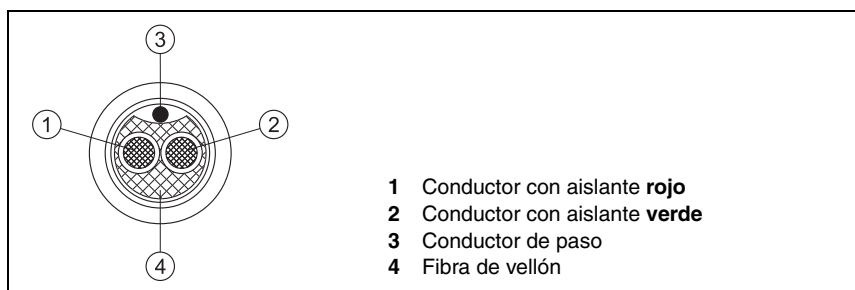 3
1
2
4
1 Conductor con aislante rojo
2 Conductor con aislante verde
3 Conductor de paso
4 Fibra de vellón